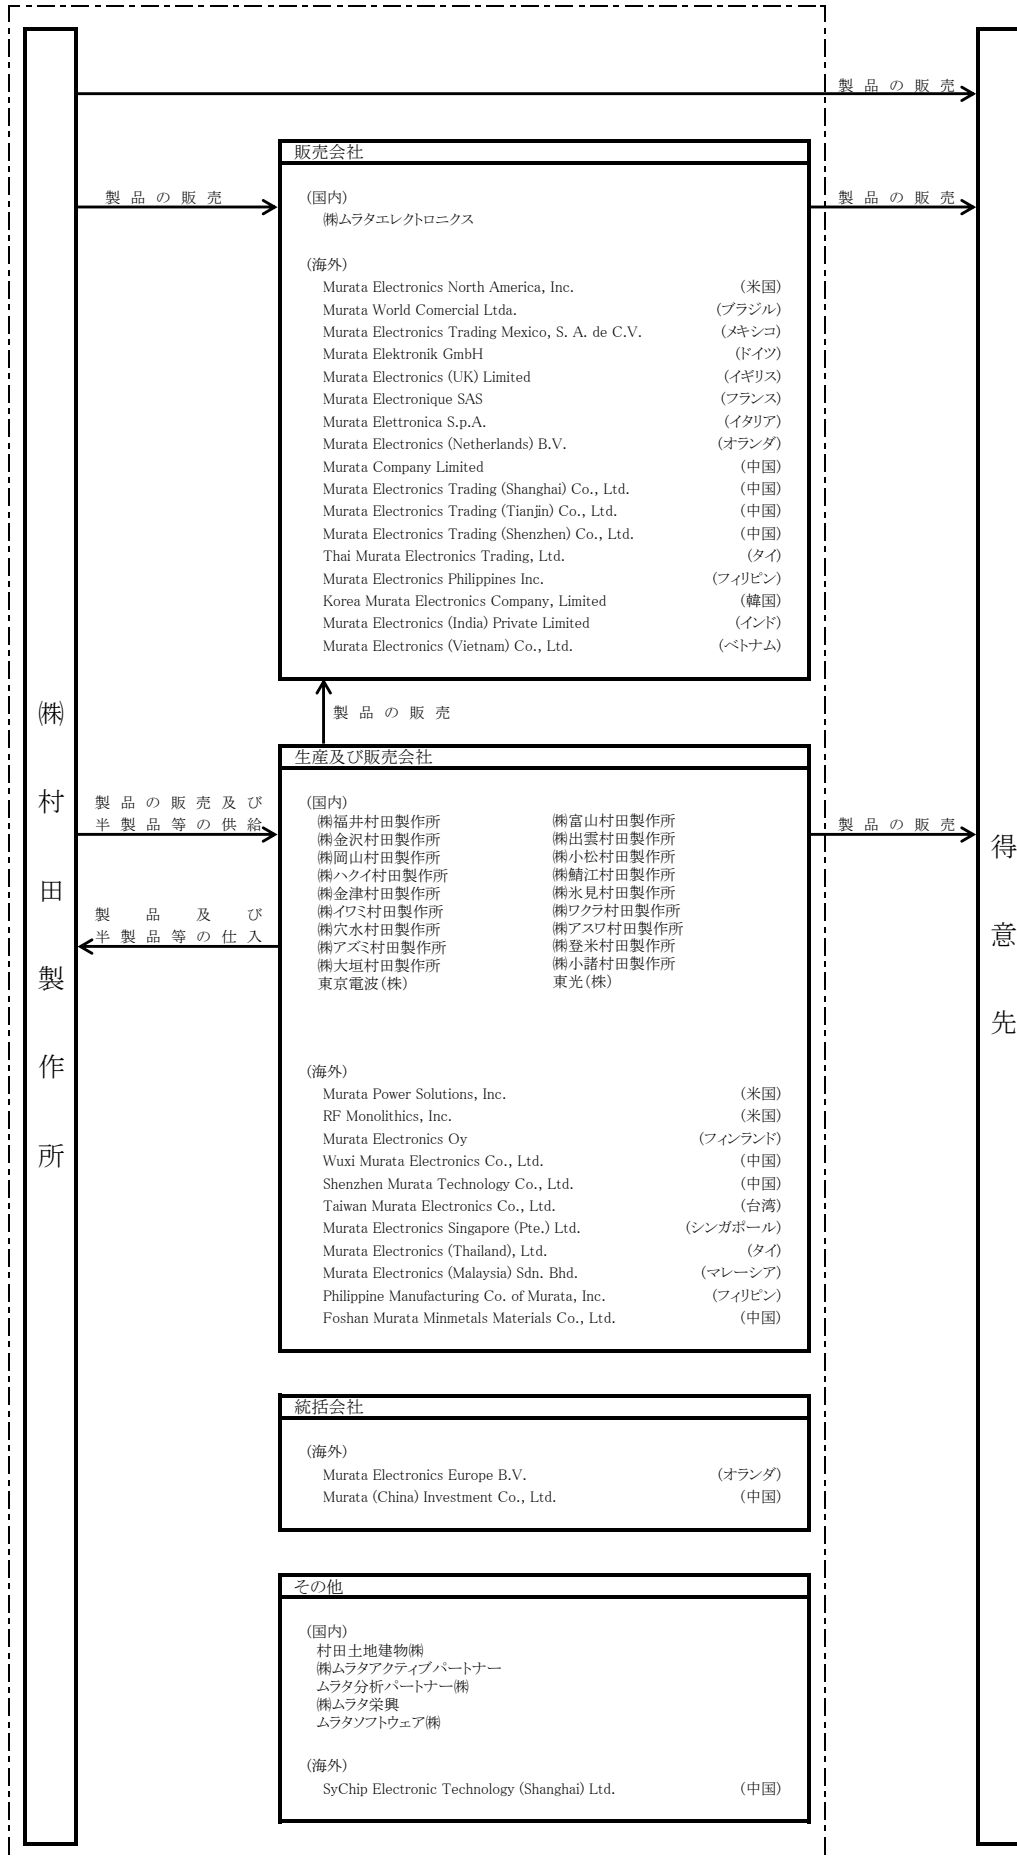 製品の販売
販売会社
製品の販売
(国内)
製品の販売
㈱ムラタエレクトロニクス
(海外)
Murata Electronics North America, Inc. (米国)
Murata World Comercial Ltda. (ブラジル)
Murata Electronics Trading Mexico, S. A. de C.V. (メキシコ)
Murata Elektronik GmbH (ドイツ)
Murata Electronics (UK) Limited (イギリス)
Murata Electronique SAS (フランス)
Murata Elettronica S.p.A. (イタリア)
Murata Electronics (Netherlands) B.V. (オランダ)
Murata Company Limited (中国)
Murata Electronics Trading (Shanghai) Co., Ltd. (中国)
Murata Electronics Trading (Tianjin) Co., Ltd. (中国)
Murata Electronics Trading (Shenzhen) Co., Ltd. (中国)
Thai Murata Electronics Trading, Ltd. (タイ)
Murata Electronics Philippines Inc. (フィリピン)
Korea Murata Electronics Company, Limited (韓国)
Murata Electronics (India) Private Limited (インド)
Murata Electronics (Vietnam) Co., Ltd. (ベトナム)
㈱村田製作所
製品の販売
生産及び販売会社
製品の販売及び
半製品等の供給
製品及び
半製品等の仕入
(国内)
㈱福井村田製作所 ㈱富山村田製作所
㈱金沢村田製作所 ㈱出雲村田製作所
㈱岡山村田製作所 ㈱小松村田製作所
㈱ハクイ村田製作所 ㈱鯖江村田製作所
㈱金津村田製作所 ㈱氷見村田製作所
㈱イワミ村田製作所 ㈱ワクラ村田製作所
㈱穴水村田製作所 ㈱アスワ村田製作所
㈱アズミ村田製作所 ㈱登米村田製作所
㈱大垣村田製作所 ㈱小諸村田製作所
東京電波(株) 東光(株)
製品の販売
得意先
(海外)
Murata Power Solutions, Inc. (米国)
RF Monolithics, Inc. (米国)
Murata Electronics Oy (フィンランド)
Wuxi Murata Electronics Co., Ltd. (中国)
Shenzhen Murata Technology Co., Ltd. (中国)
Taiwan Murata Electronics Co., Ltd. (台湾)
Murata Electronics Singapore (Pte.) Ltd. (シンガポール)
Murata Electronics (Thailand), Ltd. (タイ)
Murata Electronics (Malaysia) Sdn. Bhd. (マレーシア)
Philippine Manufacturing Co. of Murata, Inc. (フィリピン)
Foshan Murata Minmetals Materials Co., Ltd. (中国)
統括会社
(海外)
Murata Electronics Europe B.V. (オランダ)
Murata (China) Investment Co., Ltd. (中国)
その他
(国内)
村田土地建物㈱
㈱ムラタアクティブパートナー
ムラタ分析パートナー㈱
㈱ムラタ栄興
ムラタソフトウェア㈱
(海外)
SyChip Electronic Technology (Shanghai) Ltd. (中国)